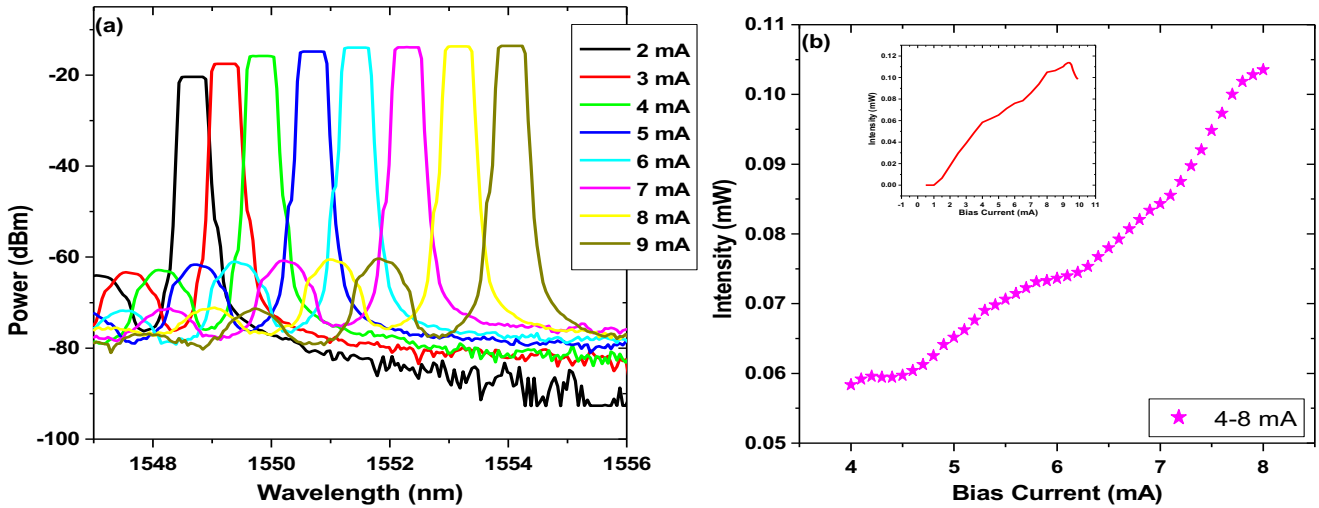 (a)
-20
-40
-60
-80
-100
Power (dBm)
1548
1550
1552
1554
1556
Wavelength (nm)
2 mA
3 mA
4 mA
5 mA
6 mA
7 mA
8 mA
9 mA
(b)
0.11
0.10
0.09
0.08
0.07
0.06
0.05
Intensity (mW)
4
5
6
7
8
Bias Current (mA)
4-8 mA
0.12
0.10
0.08
0.06
0.04
0.02
0.00
Intensity (mW)
-1 0 1 2 3 4 5 6 7 8 9 10 11
Bias Current (mA)